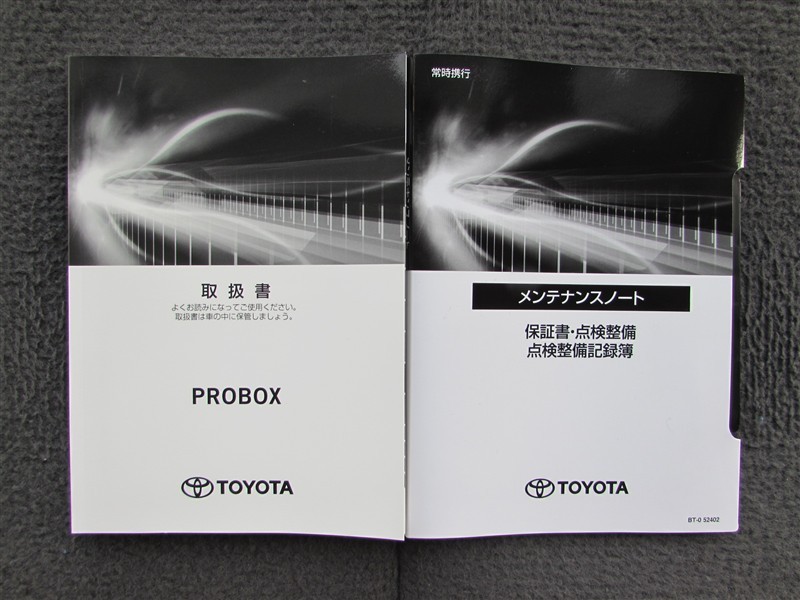 取扱書
よくお読みになってご使用ください。
取扱書は車の中に保管しましょう。
PROBOX
TOYOTA
常時携行
メンテナンスノート
保証書・点検整備
点検整備記録簿
TOYOTA
BT-0 52402